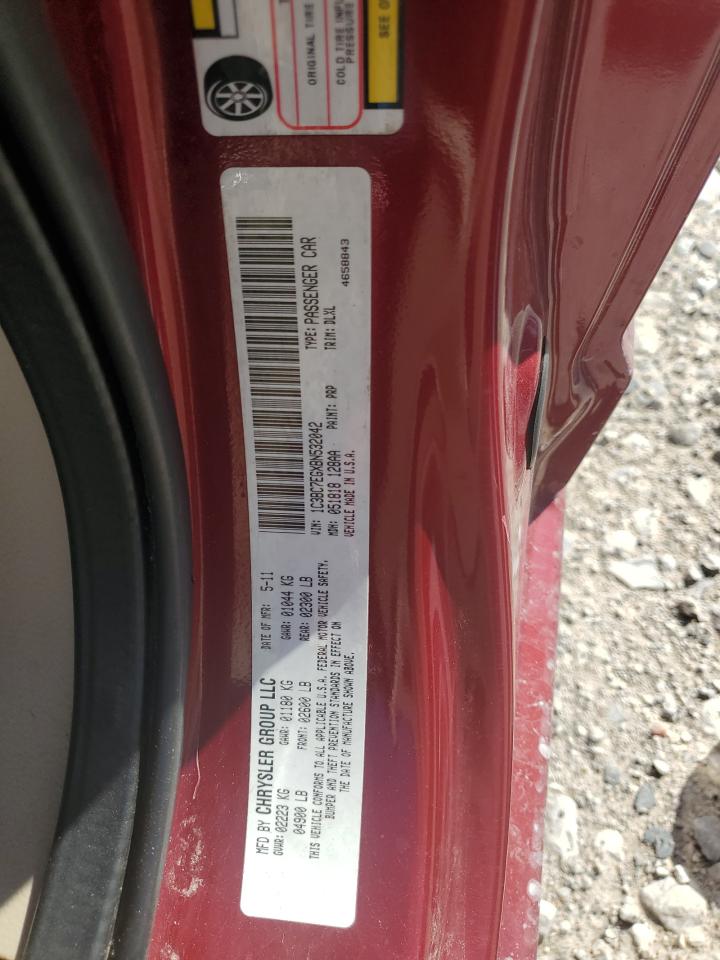 ORIGINAL TIRE
COLD TIRE
PRESSURE
SEE
MFD BY CHRYSLER GROUP LLC
DATE OF MFR: 5-11
GVWR: 02223 KG
GAWR: 01180 KG
GAWR: 01044 KG
04900 LB
FRONT: 02600 LB
REAR: 02300 LB
THIS VEHICLE CONFORMS TO ALL APPLICABLE U.S.A. FEDERAL MOTOR VEHICLE SAFETY,
BUMPER AND THEFT PREVENTION STANDARDS IN EFFECT ON
THE DATE OF MANUFACTURE SHOWN ABOVE.
VIN: 1C3BC7EGXBN532042
TYPE: PASSENGER CAR
MDH: 051818 128AA
PAINT: PRP
TRIM: DLXL
VEHICLE MADE IN U.S.A.
4658843